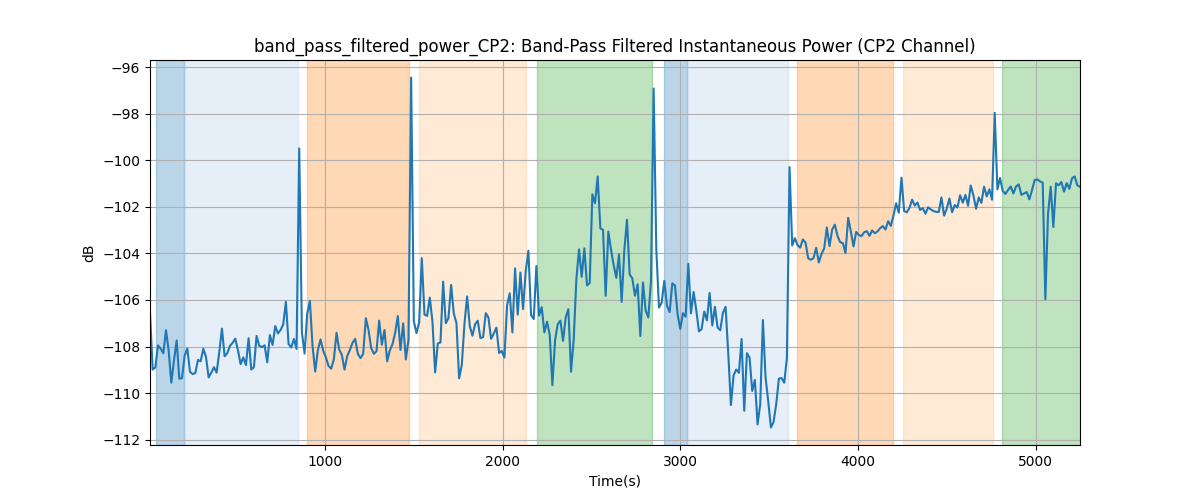 band_pass_filtered_power_CP2: Band-Pass Filtered Instantaneous Power (CP2 Channel)
−96
−98
−100
−102
−104
−106
−108
−110
−112
dB
1000 2000 3000 4000 5000
Time(s)